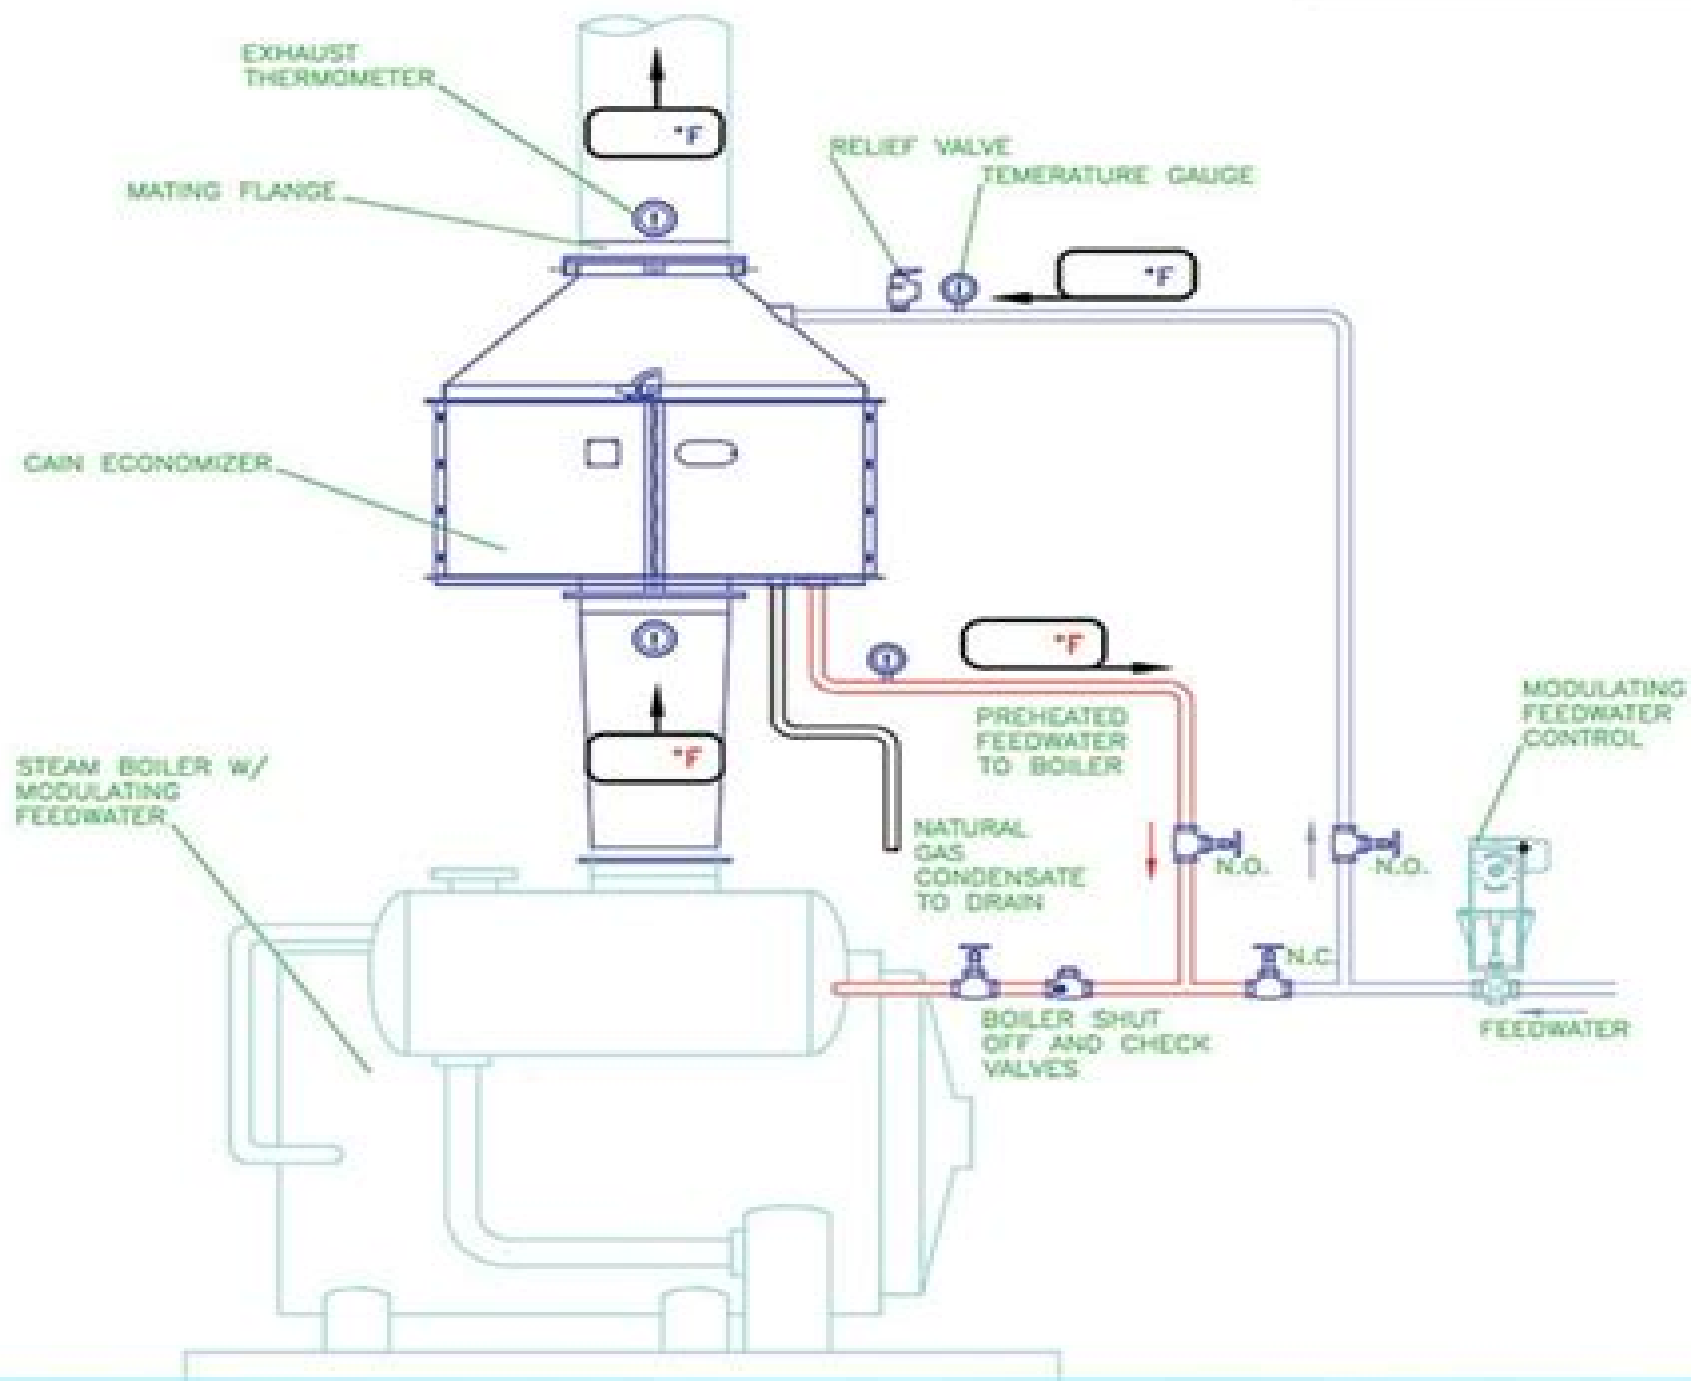 EXHAUST
THERMOMETER
°F
RELIEF VALVE
TEMERATURE GAUGE
MATING FLANGE
°F
CAIN ECONOMIZER
°F
PREHEATED
FEEDWATER
TO BOILER
MODULATING
FEEDWATER
CONTROL
°F
STEAM BOILER W/
MODULATING
FEEDWATER
NATURAL
GAS
CONDENSATE
TO DRAIN
N.O.
N.O.
N.C.
BOILER SHUT
OFF AND CHECK
VALVES
FEEDWATER